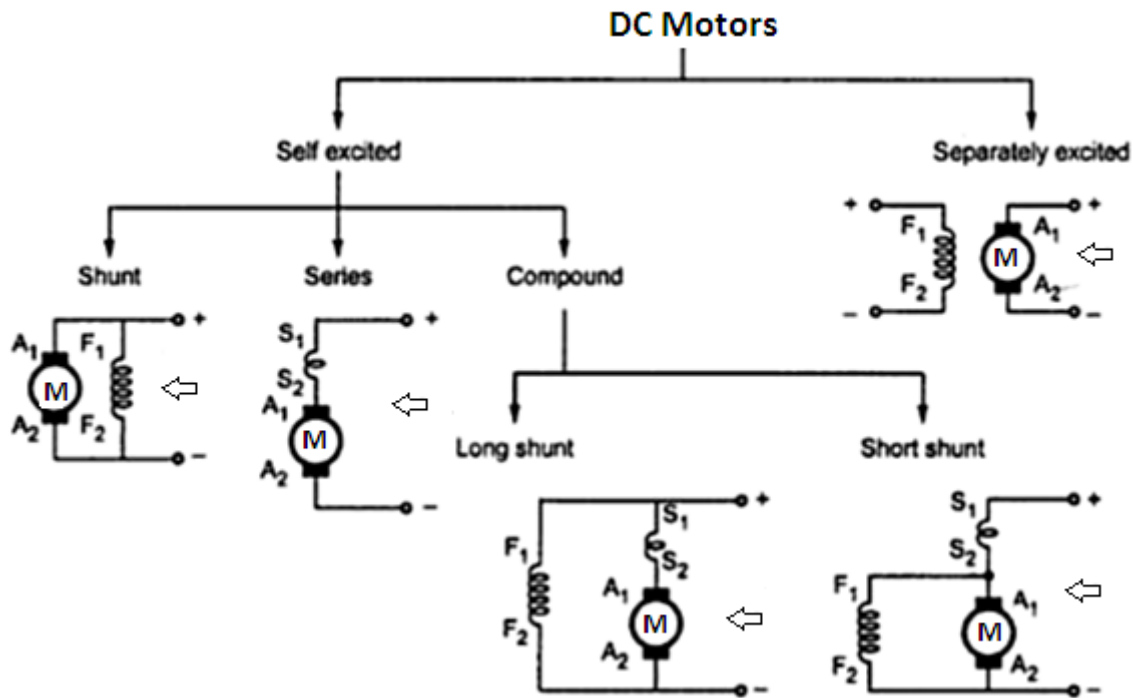 DC Motors
Self excited
Separately excited
+
+
F₁
A₁
M
F₂
A₂
−
−
Shunt
Series
Compound
+
A₁
F₁
M
A₂
F₂
−
+
S₁
S₂
A₁
M
A₂
−
Long shunt
Short shunt
+
S₁
F₁
S₂
A₁
M
F₂
A₂
−
+
S₁
S₂
F₁
A₁
M
F₂
A₂
−